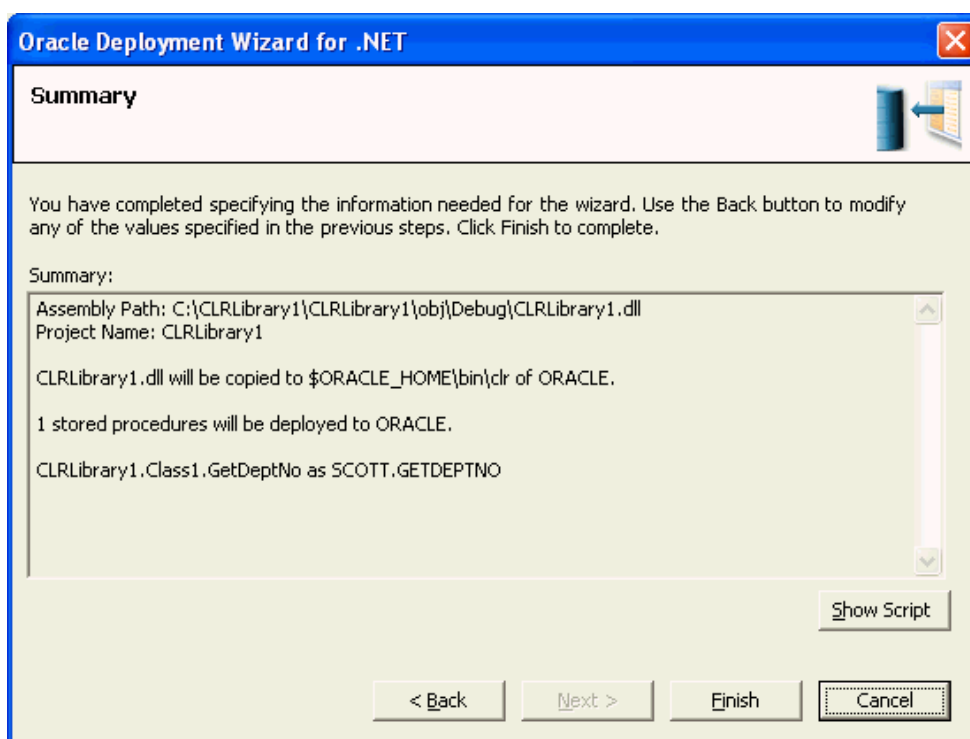 Oracle Deployment Wizard for .NET
Summary
You have completed specifying the information needed for the wizard. Use the Back button to modify
any of the values specified in the previous steps. Click Finish to complete.
Summary:
Assembly Path: C:\CLRLibrary1\CLRLibrary1\obj\Debug\CLRLibrary1.dll
Project Name: CLRLibrary1
CLRLibrary1.dll will be copied to $ORACLE_HOME\bin\clr of ORACLE.
1 stored procedures will be deployed to ORACLE.
CLRLibrary1.Class1.GetDeptNo as SCOTT.GETDEPTNO
Show Script
< Back Next > Finish Cancel